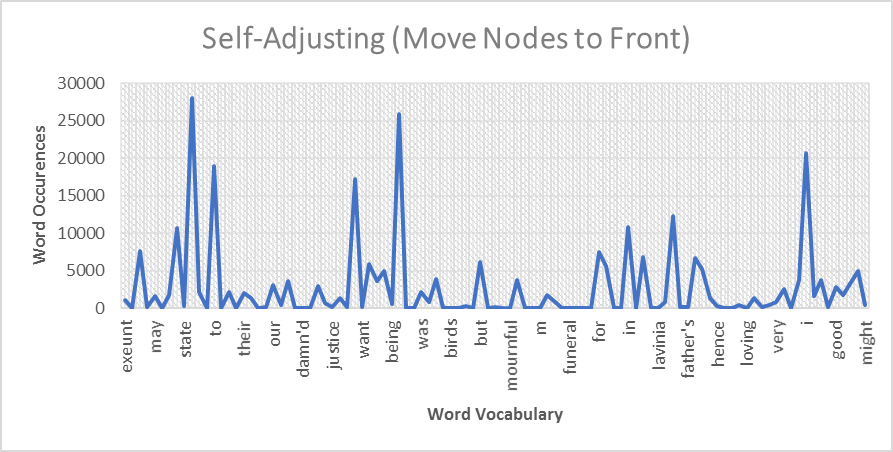 Self-Adjusting (Move Nodes to Front)
30000
25000
20000
15000
10000
5000
0
Word Occurences
exeunt
may
state
to
their
our
damn'd
justice
want
being
was
birds
but
mournful
m
funeral
for
in
lavinia
father's
hence
loving
very
i
good
might
Word Vocabulary